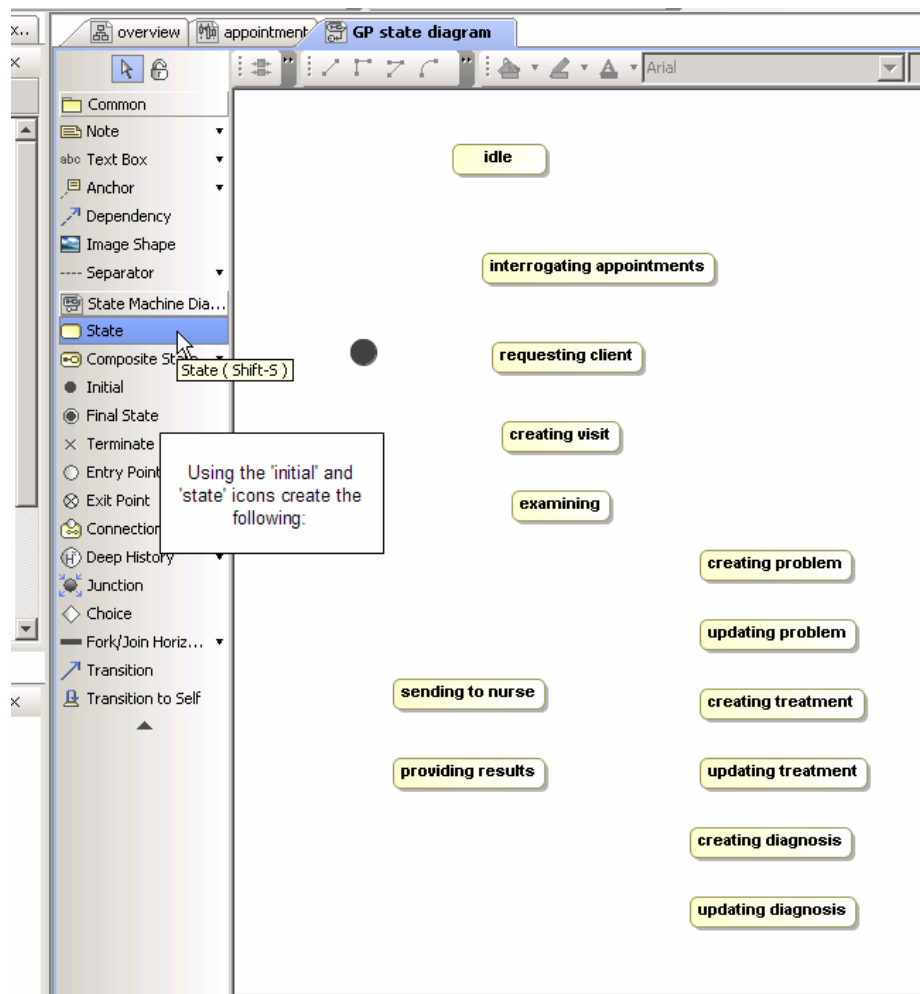 x..
overview
appointment
GP state diagram
Arial
Common
Note
abc Text Box
Anchor
Dependency
Image Shape
Separator
State Machine Dia...
State
Composite State
State ( Shift-S )
Initial
Final State
Terminate
Entry Point
Exit Point
Connection
Deep History
Junction
Choice
Fork/Join Horiz...
Transition
Transition to Self
Using the 'initial' and
'state' icons create the
following:
idle
interrogating appointments
requesting client
creating visit
examining
creating problem
updating problem
sending to nurse
creating treatment
providing results
updating treatment
creating diagnosis
updating diagnosis